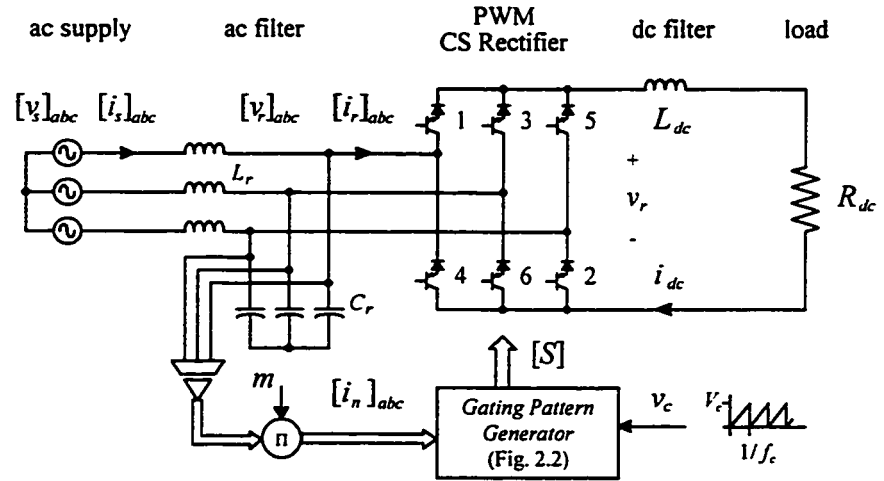 ac supply
ac filter
PWM
CS Rectifier
dc filter
load
[v_s]_abc
[i_s]_abc
[v_r]_abc
[i_r]_abc
1
3
5
L_dc
L_r
+
v_r
-
R_dc
4
6
2
i_dc
C_r
m
[i_n]_abc
[S]
Gating Pattern
Generator
(Fig. 2.2)
v_c
V_c
1/f_c
Π